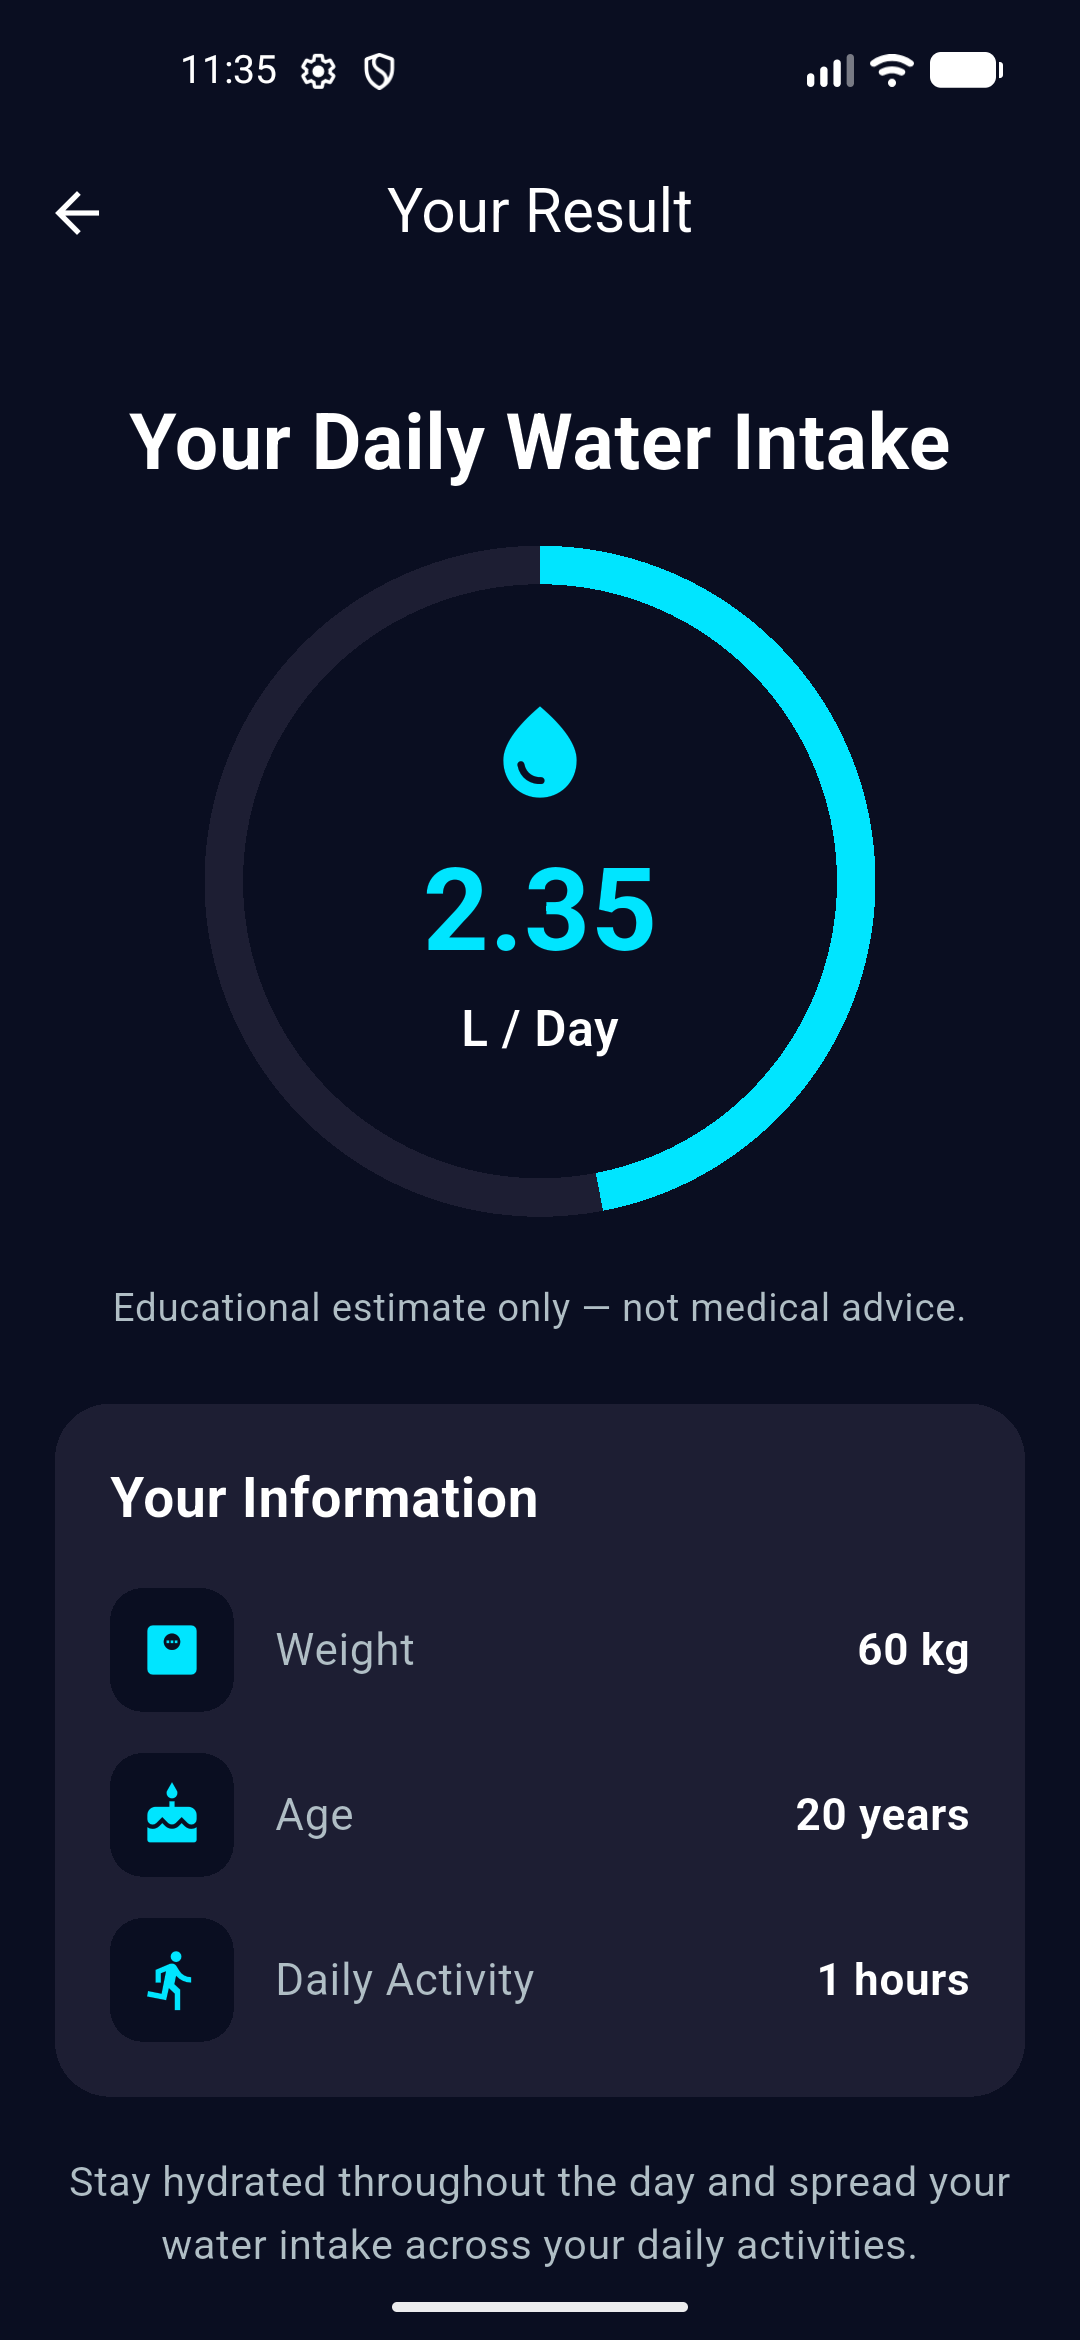 11:35
Your Result
Your Daily Water Intake
2.35
L / Day
Educational estimate only — not medical advice.
Your Information
Weight 60 kg
Age 20 years
Daily Activity 1 hours
Stay hydrated throughout the day and spread your
water intake across your daily activities.